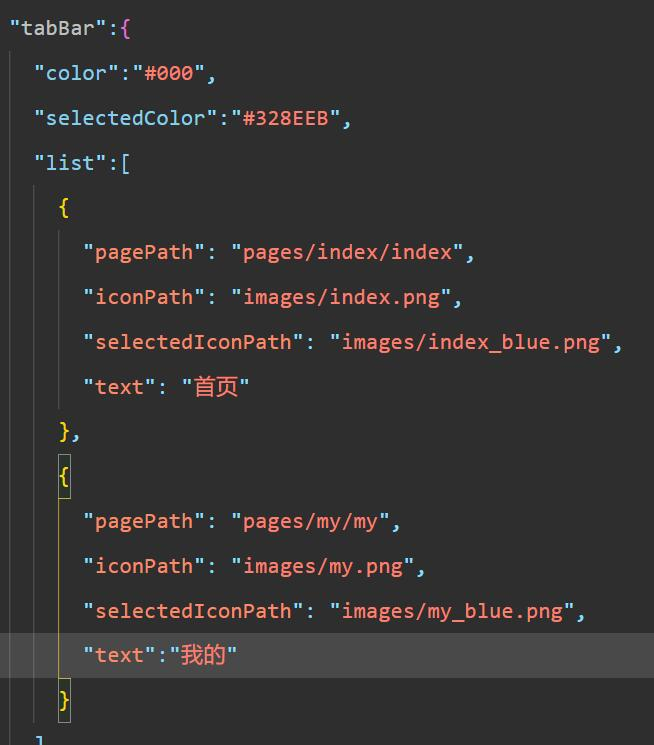 "tabBar":{
"color":"#000",
"selectedColor":"#328EEB",
"list":[
{
"pagePath": "pages/index/index",
"iconPath": "images/index.png",
"selectedIconPath": "images/index_blue.png",
"text": "首页"
},
{
"pagePath": "pages/my/my",
"iconPath": "images/my.png",
"selectedIconPath": "images/my_blue.png",
"text":"我的"
}
]